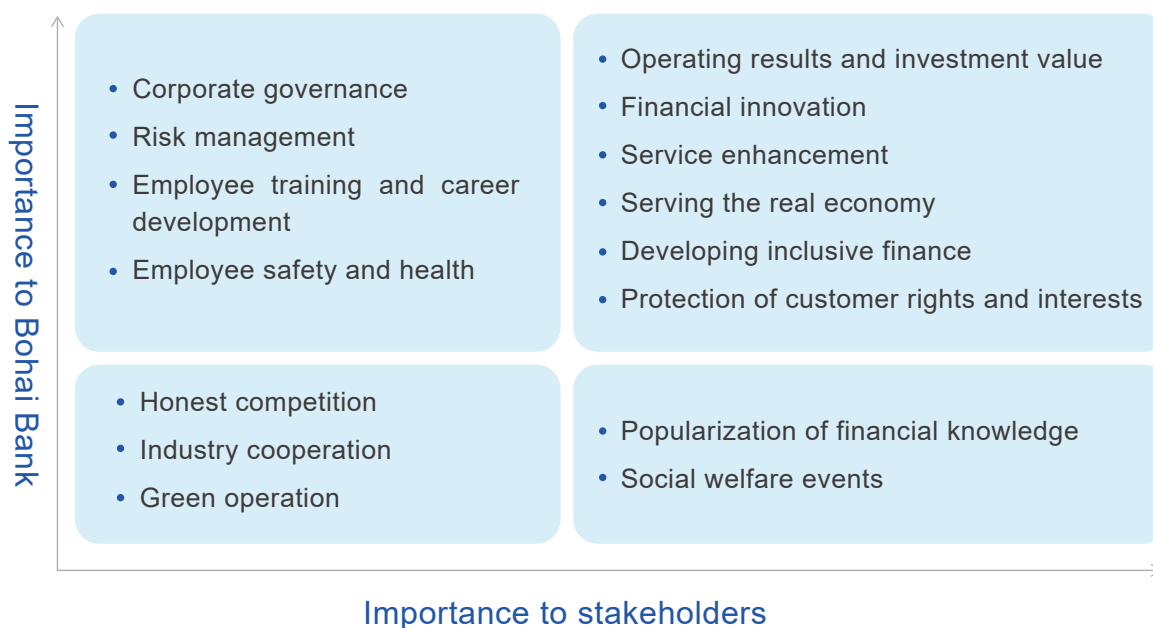 Importance to Bohai Bank
• Corporate governance
• Risk management
• Employee training and career
development
• Employee safety and health
• Operating results and investment value
• Financial innovation
• Service enhancement
• Serving the real economy
• Developing inclusive finance
• Protection of customer rights and interests
• Honest competition
• Industry cooperation
• Green operation
• Popularization of financial knowledge
• Social welfare events
Importance to stakeholders